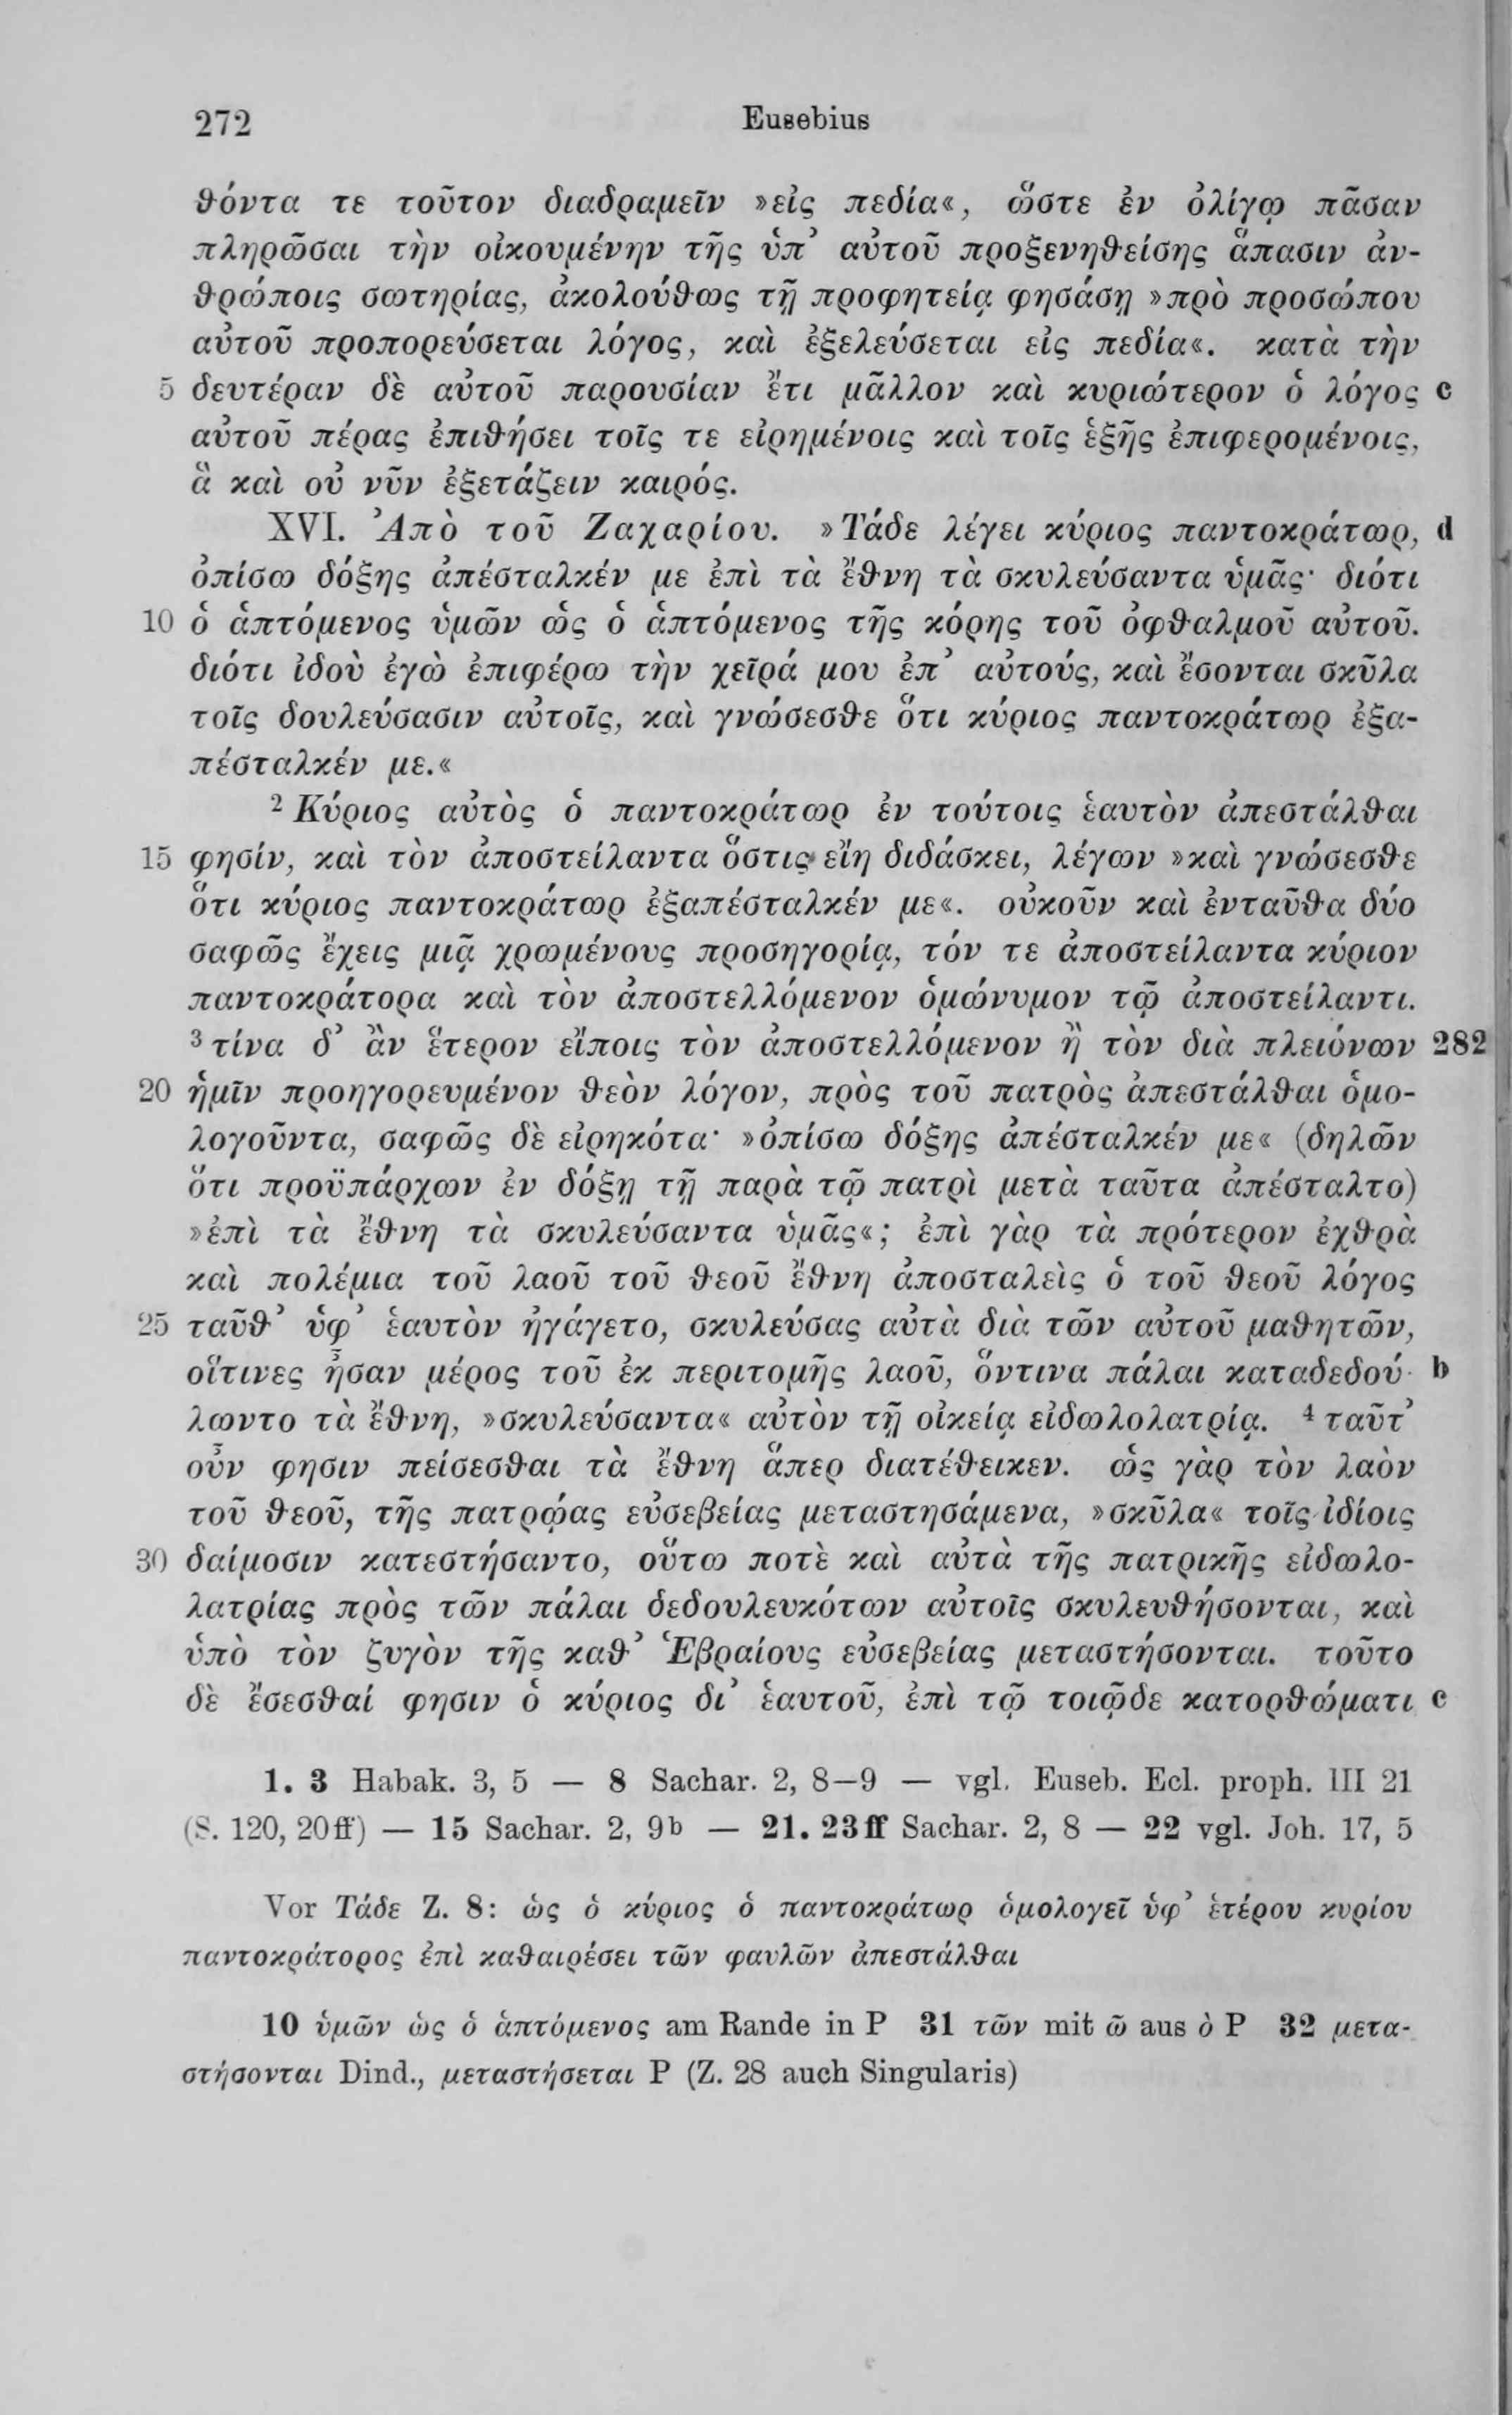 272 Eusebius
θόντα τε τοῦτον διαδραμεῖν »εἰς πεδία«, ὥστε ἐν ὀλίγῳ πᾶσαν
πληρῶσαι τὴν οἰκουμένην τῆς ὑπ᾽ αὐτοῦ προξενηθείσης ἅπασιν ἀν-
θρώποις σωτηρίας, ἀκολούθως τῇ προφητείᾳ φησάσῃ »πρὸ προσώπου
αὐτοῦ προπορεύσεται λόγος, καὶ ἐξελεύσεται εἰς πεδία«. κατὰ τὴν
5 δευτέραν δὲ αὐτοῦ παρουσίαν ἔτι μᾶλλον καὶ κυριώτερον ὁ λόγος c
αὐτοῦ πέρας ἐπιθήσει τοῖς τε εἰρημένοις καὶ τοῖς ἑξῆς ἐπιφερομένοις,
ἃ καὶ οὐ νῦν ἐξετάζειν καιρός.
XVI. Ἀπὸ τοῦ Ζαχαρίου. »Τάδε λέγει κύριος παντοκράτωρ, d
ὀπίσω δόξης ἀπέσταλκέν με ἐπὶ τὰ ἔθνη τὰ σκυλεύσαντα ὑμᾶς· διότι
10 ὁ ἁπτόμενος ὑμῶν ὡς ὁ ἁπτόμενος τῆς κόρης τοῦ ὀφθαλμοῦ αὐτοῦ.
διότι ἰδοὺ ἐγὼ ἐπιφέρω τὴν χεῖρά μου ἐπ᾽ αὐτούς, καὶ ἔσονται σκῦλα
τοῖς δουλεύσασιν αὐτοῖς, καὶ γνώσεσθε ὅτι κύριος παντοκράτωρ ἐξα-
πέσταλκέν με.«
2 Κύριος αὐτὸς ὁ παντοκράτωρ ἐν τούτοις ἑαυτὸν ἀπεστάλθαι
15 φησίν, καὶ τὸν ἀποστείλαντα ὅστις εἴη διδάσκει, λέγων »καὶ γνώσεσθε
ὅτι κύριος παντοκράτωρ ἐξαπέσταλκέν με«. οὐκοῦν καὶ ἐνταῦθα δύο
σαφῶς ἔχεις μιᾷ χρωμένους προσηγορίᾳ, τόν τε ἀποστείλαντα κύριον
παντοκράτορα καὶ τὸν ἀποστελλόμενον ὁμώνυμον τῷ ἀποστείλαντι.
3 τίνα δ᾽ ἂν ἕτερον εἴποις τὸν ἀποστελλόμενον ἢ τὸν διὰ πλειόνων 282
20 ἡμῖν προηγορευμένον θεὸν λόγον, πρὸς τοῦ πατρὸς ἀπεστάλθαι ὁμο-
λογοῦντα, σαφῶς δὲ εἰρηκότα· »ὀπίσω δόξης ἀπέσταλκέν με« (δηλῶν
ὅτι προϋπάρχων ἐν δόξῃ τῇ παρὰ τῷ πατρὶ μετὰ ταῦτα ἀπέσταλτο)
»ἐπὶ τὰ ἔθνη τὰ σκυλεύσαντα ὑμᾶς«; ἐπὶ γὰρ τὰ πρότερον ἐχθρὰ
καὶ πολέμια τοῦ λαοῦ τοῦ θεοῦ ἔθνη ἀποσταλεὶς ὁ τοῦ θεοῦ λόγος
25 ταῦθ᾽ ὑφ᾽ ἑαυτὸν ἠγάγετο, σκυλεύσας αὐτὰ διὰ τῶν αὐτοῦ μαθητῶν,
οἵτινες ἦσαν μέρος τοῦ ἐκ περιτομῆς λαοῦ, ὅντινα πάλαι καταδεδού- b
λωντο τὰ ἔθνη, »σκυλεύσαντα« αὐτὸν τῇ οἰκείᾳ εἰδωλολατρίᾳ. 4 ταῦτ᾽
οὖν φησιν πείσεσθαι τὰ ἔθνη ἅπερ διατέθεικεν. ὡς γὰρ τὸν λαὸν
τοῦ θεοῦ, τῆς πατρῴας εὐσεβείας μεταστησάμενα, »σκῦλα« τοῖς ἰδίοις
30 δαίμοσιν κατεστήσαντο, οὕτω ποτὲ καὶ αὐτὰ τῆς πατρικῆς εἰδωλο-
λατρίας πρὸς τῶν πάλαι δεδουλευκότων αὐτοῖς σκυλευθήσονται, καὶ
ὑπὸ τὸν ζυγὸν τῆς καθ᾽ Ἑβραίους εὐσεβείας μεταστήσονται. τοῦτο
δὲ ἔσεσθαί φησιν ὁ κύριος δι᾽ ἑαυτοῦ, ἐπὶ τῷ τοιῷδε κατορθώματι c
1. 3 Habak. 3, 5 — 8 Sachar. 2, 8—9 — vgl. Euseb. Ecl. proph. III 21
(S. 120, 20ff) — 15 Sachar. 2, 9b — 21. 23ff Sachar. 2, 8 — 22 vgl. Joh. 17, 5
Vor Τάδε Z. 8: ὡς ὁ κύριος ὁ παντοκράτωρ ὁμολογεῖ ὑφ᾽ ἑτέρου κυρίου
παντοκράτορος ἐπὶ καθαιρέσει τῶν φαυλῶν ἀπεστάλθαι
10 ὑμῶν ὡς ὁ ἁπτόμενος am Rande in P 31 τῶν mit ῶ aus ὸ P 32 μετα-
στήσονται Dind., μεταστήσεται P (Z. 28 auch Singularis)